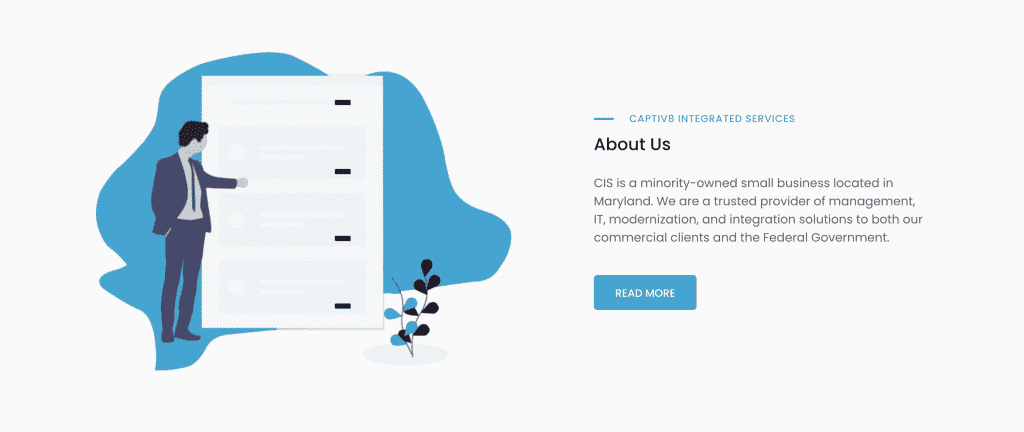 CAPTIV8 INTEGRATED SERVICES
About Us
CIS is a minority-owned small business located in
Maryland. We are a trusted provider of management,
IT, modernization, and integration solutions to both our
commercial clients and the Federal Government.
READ MORE